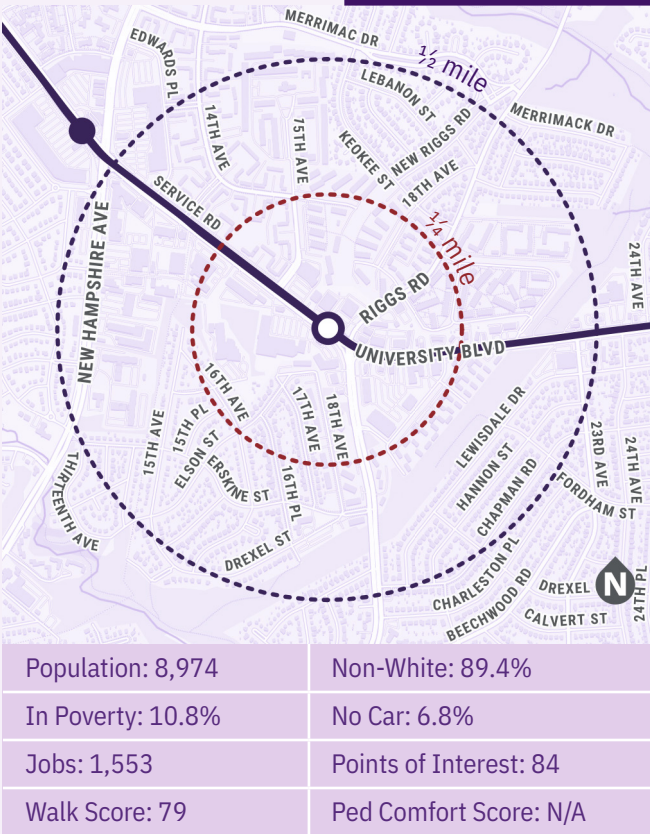 MERRIMAC DR
EDWARDS PL
½ mile
LEBANON ST
14TH AVE
75TH AVE
KEOKEE ST
NEW RIGGS RD
MERRIMACK DR
18TH AVE
SERVICE RD
NEW HAMPSHIRE AVE
¼ mile
24TH AVE
RIGGS RD
UNIVERSITY BLVD
16TH AVE
17TH AVE
18TH AVE
15TH AVE
15TH PL
ELSON ST
ERSKINE ST
16TH PL
LEWISDALE DR
HANNON ST
CHAPMAN RD
23RD AVE
24TH AVE
FORDHAM ST
THIRTEENTH AVE
DREXEL ST
CHARLESTON PL
BEECHWOOD RD
DREXEL
N
CALVERT ST
24TH PL
Population: 8,974
Non-White: 89.4%
In Poverty: 10.8%
No Car: 6.8%
Jobs: 1,553
Points of Interest: 84
Walk Score: 79
Ped Comfort Score: N/A